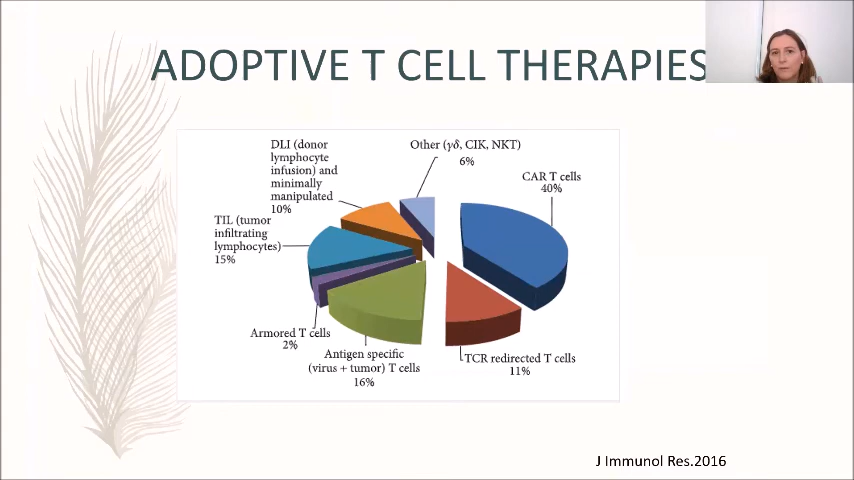 ADOPTIVE T CELL THERAPIES
DLI (donor
lymphocyte
infusion) and
minimally
manipulated
10%
Other (γδ, CIK, NKT)
6%
CAR T cells
40%
TIL (tumor
infiltrating
lymphocytes)
15%
Armored T cells
2%
Antigen specific
(virus + tumor) T cells
16%
TCR redirected T cells
11%
J Immunol Res.2016